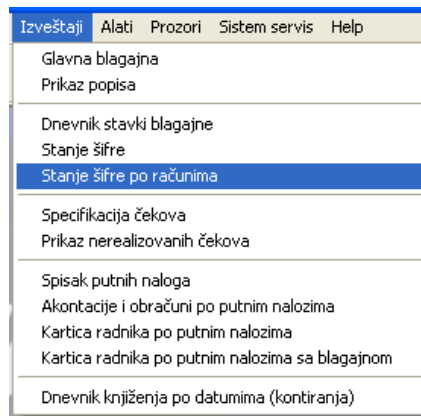 Izveštaji Alati Prozori Sistem servis Help
Glavna blagajna
Prikaz popisa
Dnevnik stavki blagajne
Stanje šifre
Stanje šifre po računima
Specifikacija čekova
Prikaz nerealizovanih čekova
Spisak putnih naloga
Akontacije i obračuni po putnim nalozima
Kartica radnika po putnim nalozima
Kartica radnika po putnim nalozima sa blagajnom
Dnevnik knjiženja po datumima (kontiranja)